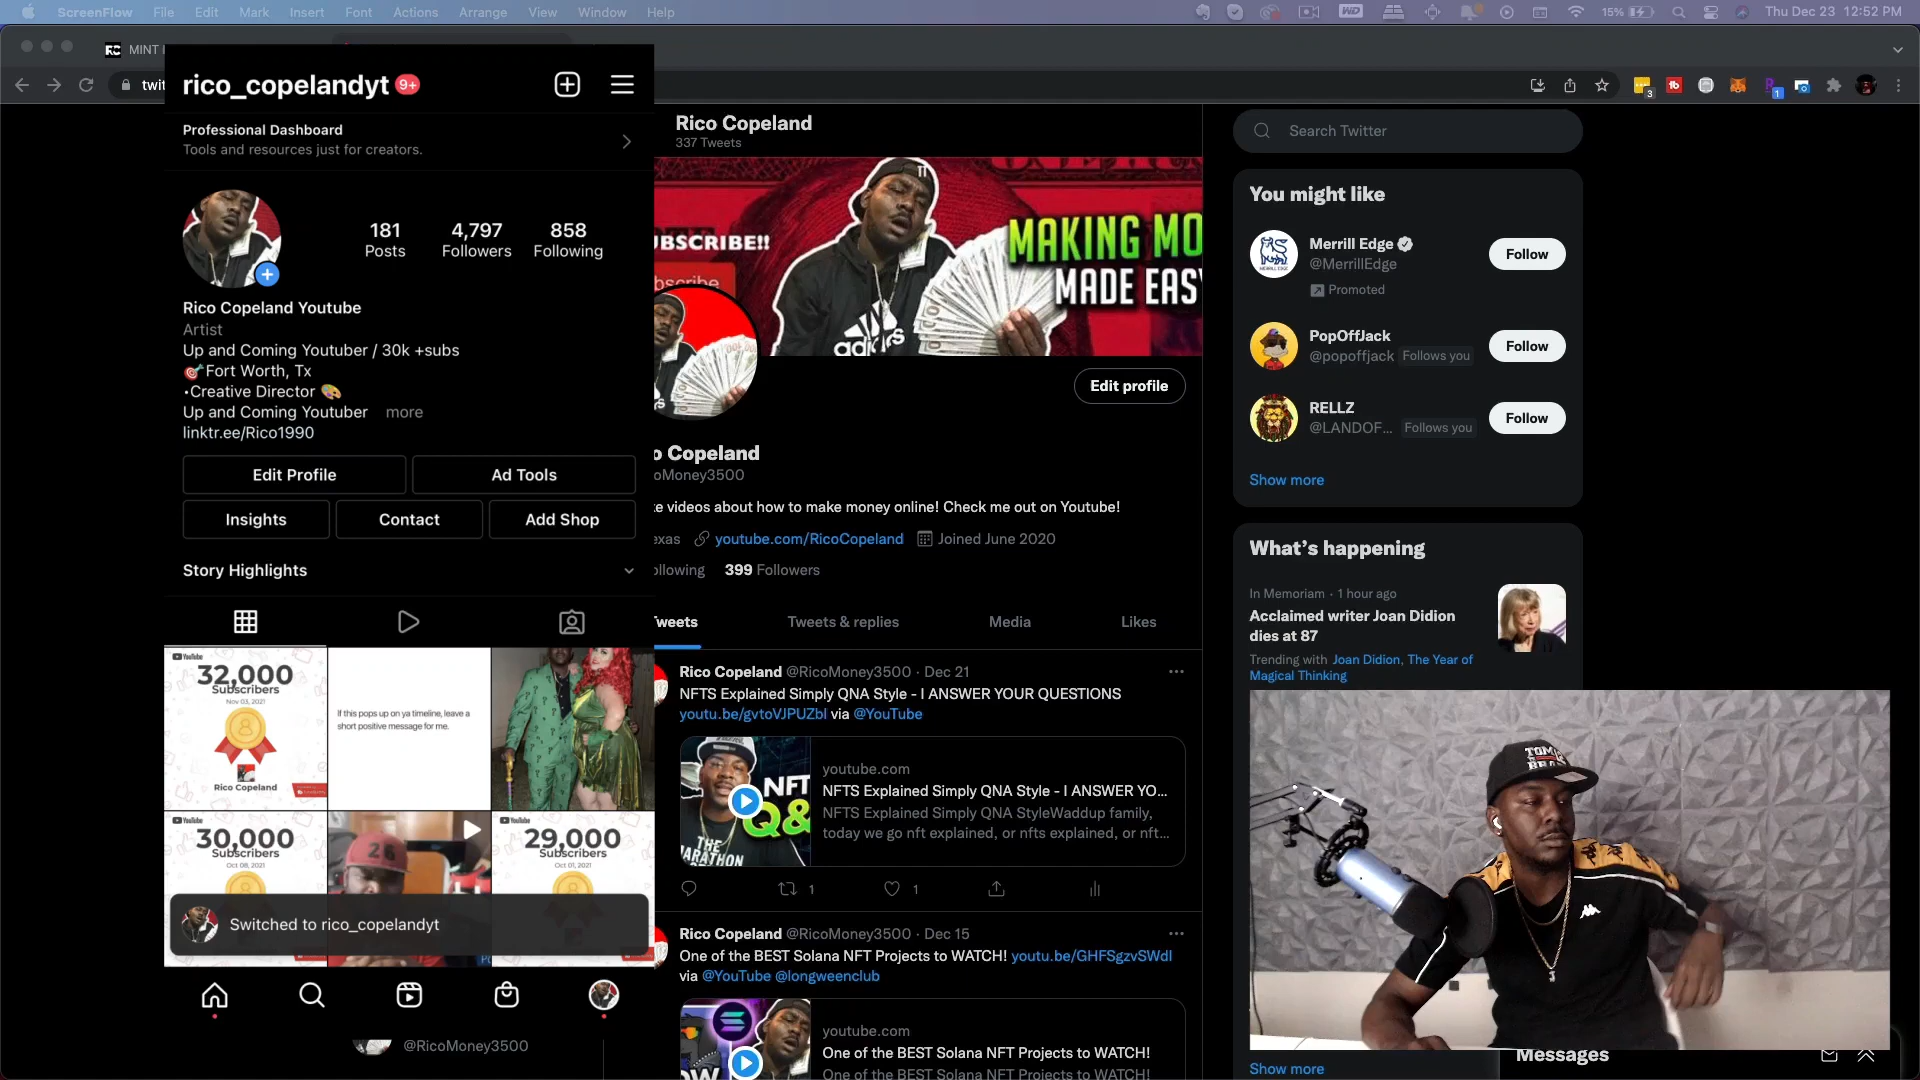 ScreenFlow File Edit Mark Insert Font Actions Arrange View Window Help
15% Thu Dec 23 12:52 PM
MINT
twit
3
1
rico_copelandyt 9+
Professional Dashboard
Tools and resources just for creators.
181 4,797 858
Posts Followers Following
Rico Copeland Youtube
Artist
Up and Coming Youtuber / 30k +subs
🎯Fort Worth, Tx
•Creative Director 🎨
Up and Coming Youtuber more
linktr.ee/Rico1990
Edit Profile Ad Tools
Insights Contact Add Shop
Story Highlights
YouTube
32,000
Subscribers
Nov 03, 2021
Rico Copeland
If this pops up on ya timeline, leave a
short positive message for me.
YouTube
30,000
Subscribers
Oct 08, 2021
YouTube
29,000
Subscribers
Oct 01, 2021
Switched to rico_copelandyt
@RicoMoney3500
Rico Copeland
337 Tweets
UBSCRIBE!!
bscribe
MAKING MO
MADE EAS
adidas
Edit profile
o Copeland
oMoney3500
e videos about how to make money online! Check me out on Youtube!
exas youtube.com/RicoCopeland Joined June 2020
ollowing 399 Followers
Tweets Tweets & replies Media Likes
Rico Copeland @RicoMoney3500 · Dec 21
NFTS Explained Simply QNA Style - I ANSWER YOUR QUESTIONS
youtu.be/gvtoVJPUZbI via @YouTube
NFT
Q&
THE
MARATHON
youtube.com
NFTS Explained Simply QNA Style - I ANSWER YO...
NFTS Explained Simply QNA StyleWaddup family,
today we go nft explained, or nfts explained, or nft...
1 1
Rico Copeland @RicoMoney3500 · Dec 15
One of the BEST Solana NFT Projects to WATCH! youtu.be/GHFSgzvSWdI
via @YouTube @longweenclub
youtube.com
One of the BEST Solana NFT Projects to WATCH!
One of the BEST Solana NFT Projects to WATCH!
Search Twitter
You might like
Merrill Edge
@MerrillEdge
Promoted
Follow
PopOffJack
@popoffjack Follows you
Follow
RELLZ
@LANDOF... Follows you
Follow
Show more
What's happening
In Memoriam · 1 hour ago
Acclaimed writer Joan Didion
dies at 87
Trending with Joan Didion, The Year of
Magical Thinking
Show more
Messages